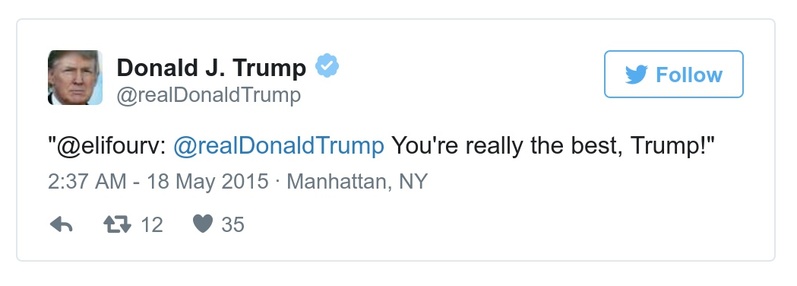 Donald J. Trump
@realDonaldTrump
Follow
"@elifourv: @realDonaldTrump You're really the best, Trump!"
2:37 AM - 18 May 2015 · Manhattan, NY
12 35